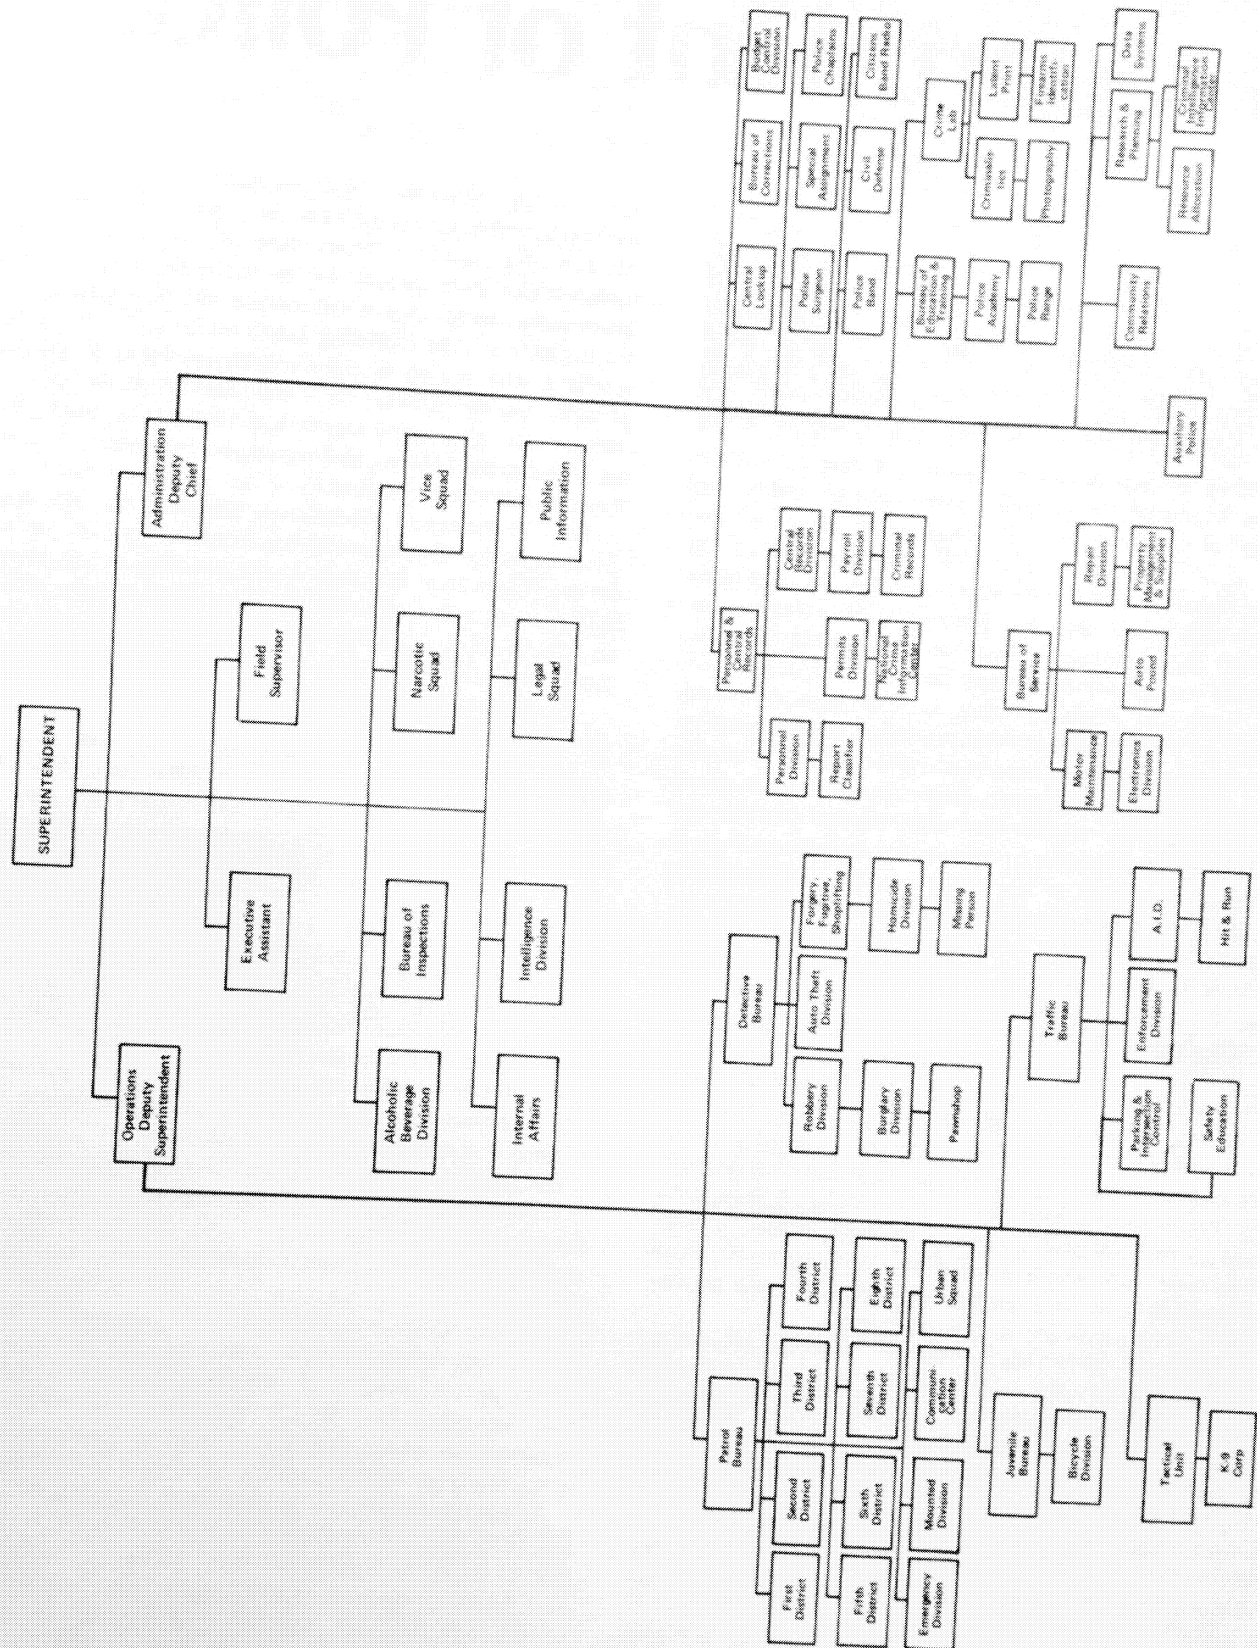 SUPERINTENDENT
Operations
Deputy
Superintendent
Administration
Deputy
Chief
Executive
Assistant
Field
Supervisor
Alcoholic
Beverage
Division
Bureau of
Inspections
Narcotic
Squad
Vice
Squad
Internal
Affairs
Intelligence
Division
Legal
Squad
Public
Information
Patrol
Bureau
First
District
Second
District
Third
District
Fourth
District
Fifth
District
Sixth
District
Seventh
District
Eighth
District
Emergency
Division
Mounted
Division
Communi-
cation
Center
Urban
Squad
Juvenile
Bureau
Bicycle
Division
Tactical
Unit
K-9
Corp
Detective
Bureau
Robbery
Division
Auto Theft
Division
Forgery,
Fugitive,
Shoplifting
Burglary
Division
Homicide
Division
Pawnshop
Missing
Person
Traffic
Bureau
Parking &
Intersection
Control
Enforcement
Division
A.I.D.
Safety
Education
Hit & Run
Personnel &
Central
Records
Personnel
Division
Permits
Division
Central
Records
Division
Report
Classifier
National
Crime
Information
Center
Payroll
Division
Criminal
Records
Bureau of
Service
Motor
Maintenance
Auto
Pound
Repair
Division
Electronics
Division
Property
Management
& Supplies
Central
Lockup
Bureau of
Corrections
Budget
Control
Division
Police
Surgeon
Special
Assignment
Police
Chaplains
Police
Band
Civil
Defense
Citizens
Band Radio
Bureau of
Education &
Training
Police
Academy
Police
Range
Crime
Lab
Criminalis-
tics
Latent
Print
Photography
Firearms
Identifi-
cation
Community
Relations
Research &
Planning
Data
Systems
Resource
Allocation
Criminal
Intelligence
Information
Center
Auxiliary
Police